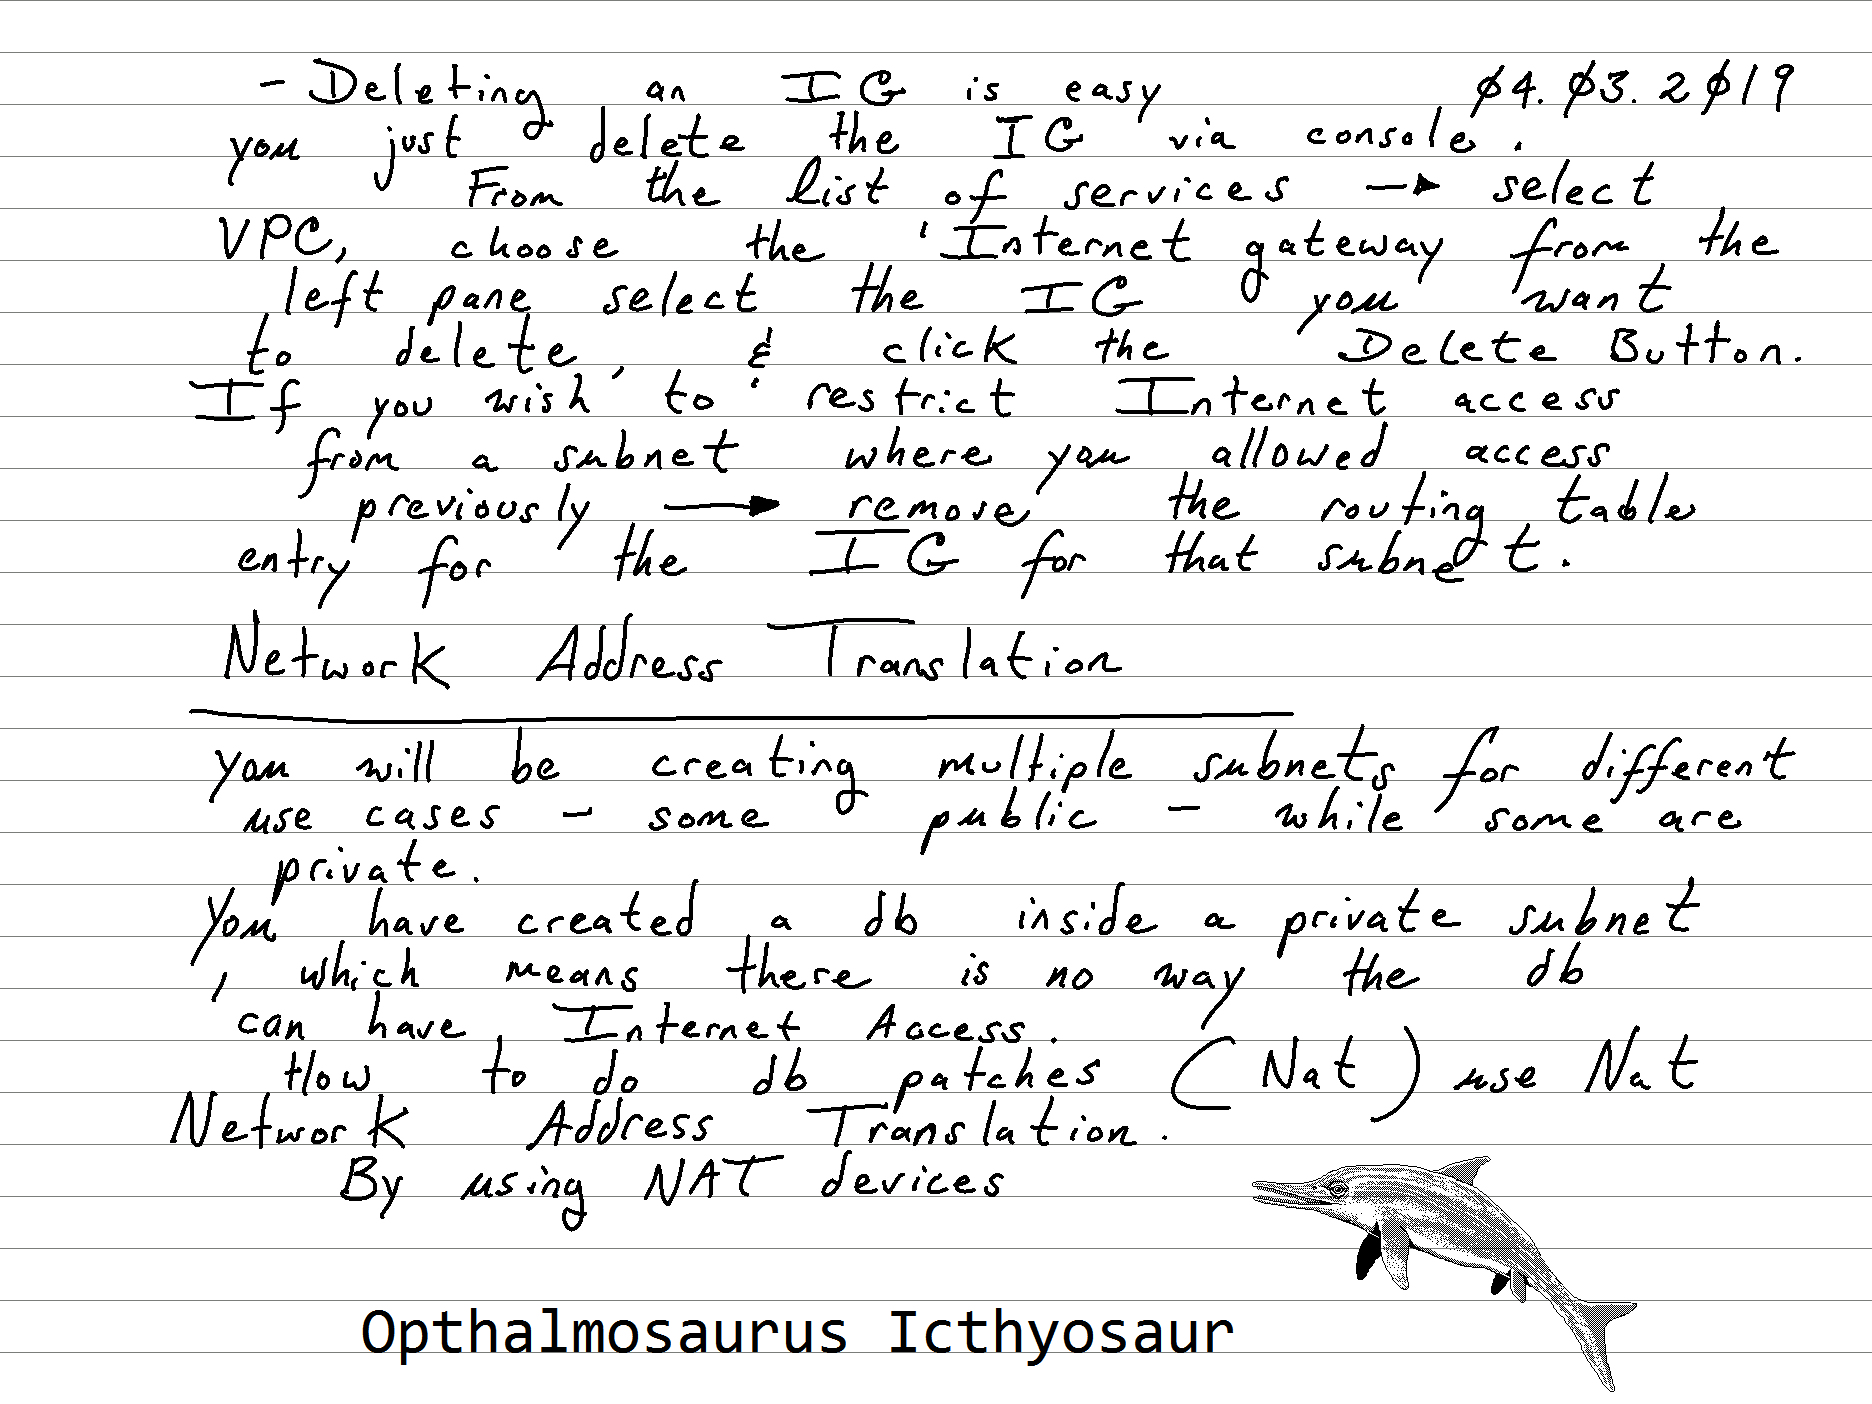 - Deleting an IG is easy ∅4.∅3.2∅19
you just delete the IG via console.
From the list of services → select
VPC, choose the 'Internet gateway from the
left pane select the IG you want
to delete, & click the Delete Button.
If you wish to restrict Internet access
from a subnet where you allowed access
previously → remove the routing table
entry for the IG for that subnet.
Network Address Translation
you will be creating multiple subnets for different
use cases - some public - while some are
private.
You have created a db inside a private subnet
, which means there is no way the db
can have Internet Access.
How to do db patches (Nat) use Nat
Network Address Translation.
By using NAT devices
Opthalmosaurus Icthyosaur